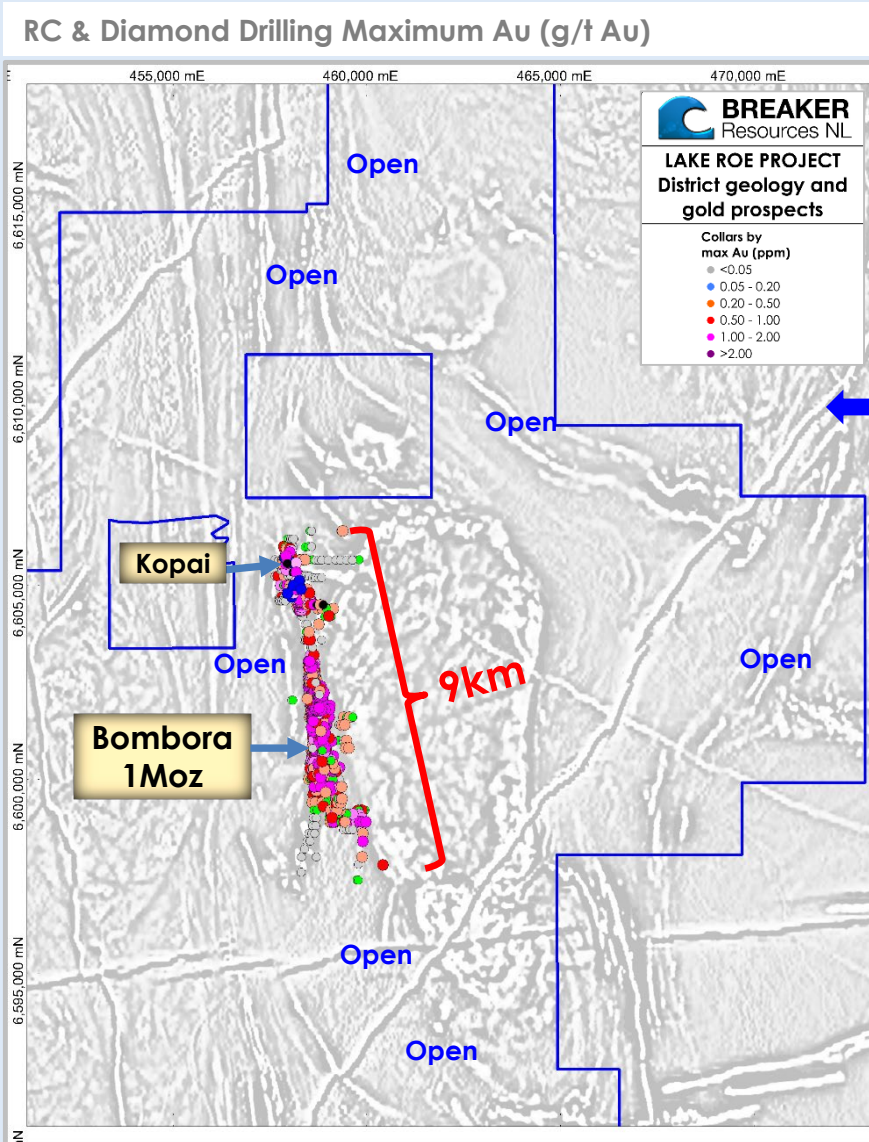 RC & Diamond Drilling Maximum Au (g/t Au)
E
455,000 mE
460,000 mE
465,000 mE
470,000 mE
BREAKER
Resources NL
LAKE ROE PROJECT
District geology and
gold prospects
Collars by
max Au (ppm)
<0.05
0.05 - 0.20
0.20 - 0.50
0.50 - 1.00
1.00 - 2.00
>2.00
Open
6,615,000 mN
Open
6,610,000 mN
Open
Kopai
6,605,000 mN
Open
Open
9km
Bombora
1Moz
6,600,000 mN
Open
6,595,000 mN
Open
mN